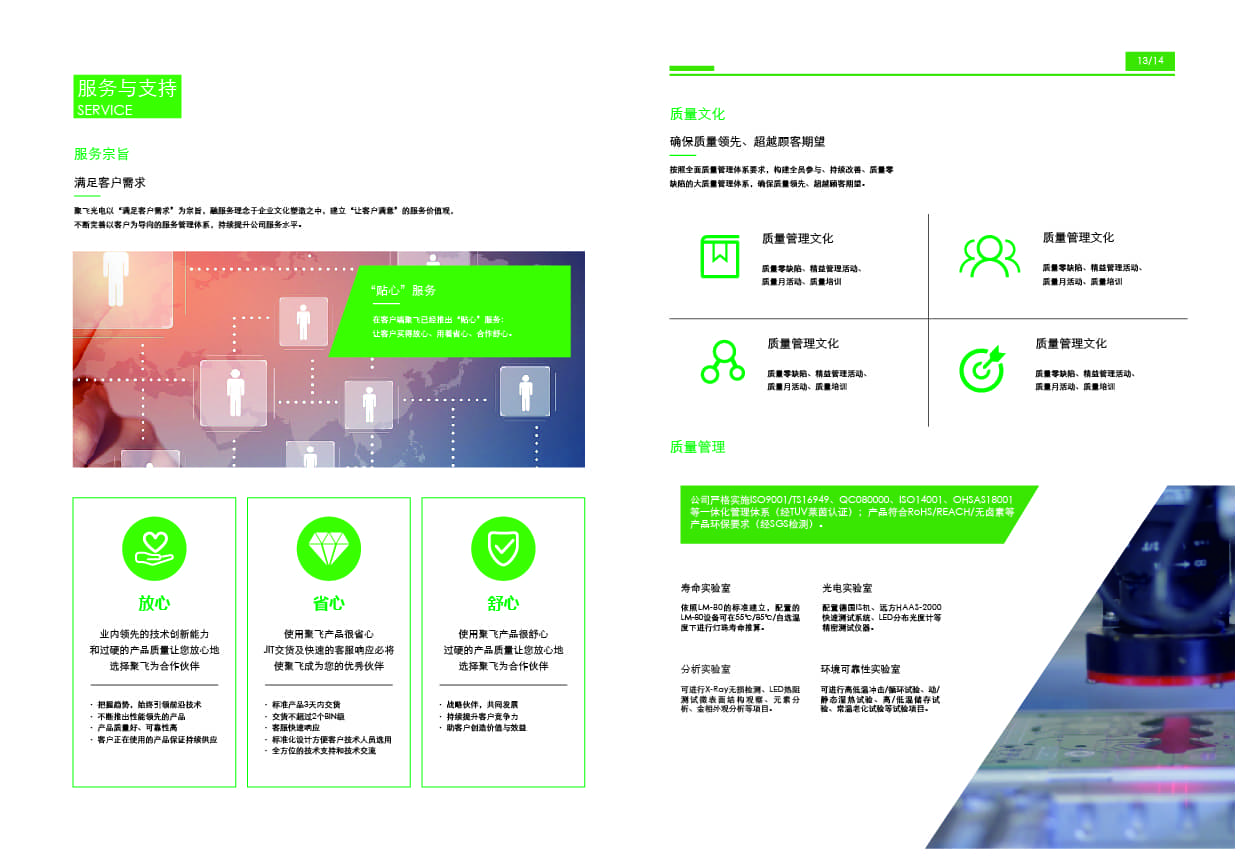 服务与支持
SERVICE
服务宗旨
满足客户需求
聚飞光电以“满足客户需求”为宗旨，融服务理念于企业文化塑造之中，建立“让客户满意”的服务价值观，
不断完善以客户为导向的服务管理体系，持续提升公司服务水平。
“贴心”服务
在客户端聚飞已经推出“贴心”服务：
让客户买得放心、用着省心、合作舒心。
放心
业内领先的技术创新能力
和过硬的产品质量让您放心地
选择聚飞为合作伙伴
· 把握趋势，始终引领前沿技术
· 不断推出性能领先的产品
· 产品质量好、可靠性高
· 客户正在使用的产品保证持续供应
省心
使用聚飞产品很省心
JIT交货及快速的客服响应必将
使聚飞成为您的优秀伙伴
· 标准产品3天内交货
· 交货不超过2个BIN级
· 客服快速响应
· 标准化设计方便客户技术人员选用
· 全方位的技术支持和技术交流
舒心
使用聚飞产品很舒心
过硬的产品质量让您放心地
选择聚飞为合作伙伴
· 战略伙伴，共同发展
· 持续提升客户竞争力
· 助客户创造价值与效益
13/14
质量文化
确保质量领先、超越顾客期望
按照全面质量管理体系要求，构建全员参与、持续改善、质量零
缺陷的大质量管理体系，确保质量领先、超越顾客期望。
质量管理文化
质量零缺陷、精益管理活动、
质量月活动、质量培训
质量管理文化
质量零缺陷、精益管理活动、
质量月活动、质量培训
质量管理文化
质量零缺陷、精益管理活动、
质量月活动、质量培训
质量管理文化
质量零缺陷、精益管理活动、
质量月活动、质量培训
质量管理
公司严格实施ISO9001/TS16949、QC080000、ISO14001、OHSAS18001
等一体化管理体系（经TUV莱茵认证）；产品符合RoHS/REACH/无卤素等
产品环保要求（经SGS检测）。
寿命实验室
依照LM-80的标准建立，配置的
LM-80设备可在55℃/85℃/自选温
度下进行灯珠寿命推算。
光电实验室
配置德国IS机、远方HAAS-2000
快速测试系统、LED分布光度计等
精密测试仪器。
分析实验室
可进行X-Ray无损检测、LED热阻
测试微表面结构观察、元素分
析、金相外观分析等项目。
环境可靠性实验室
可进行高低温冲击/循环试验、动/
静态湿热试验、高/低温储存试
验、常温老化试验等试验项目。